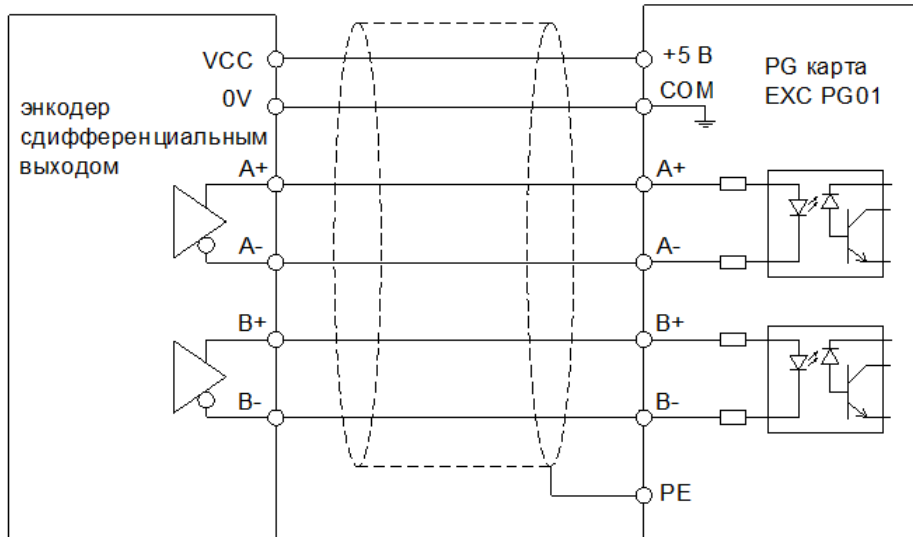 VCC
0V
энкодер
сдифференциальным
выходом
A+
A-
B+
B-
+5 В
COM
A+
A-
B+
B-
PE
PG карта
EXC PG01